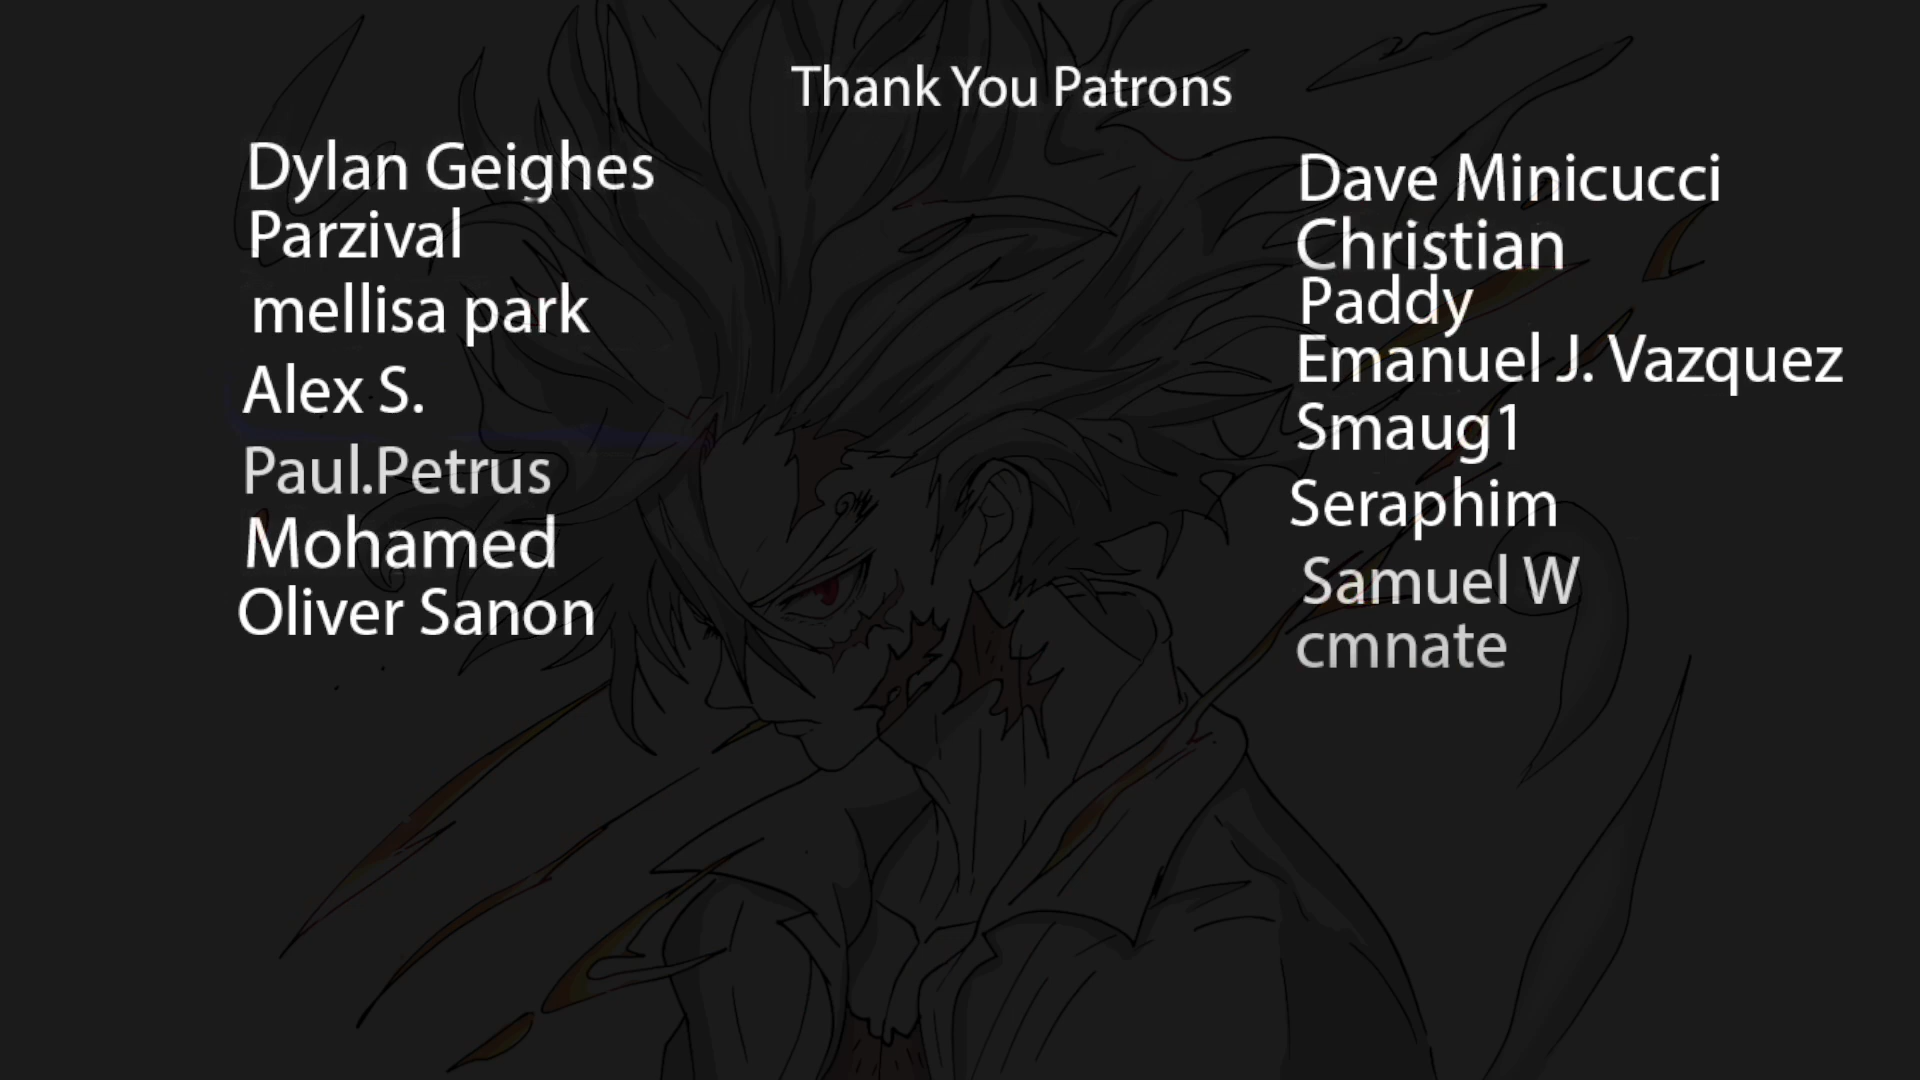 Thank You Patrons
Dylan Geighes
Parzival
mellisa park
Alex S.
Paul.Petrus
Mohamed
Oliver Sanon
Dave Minicucci
Christian
Paddy
Emanuel J. Vazquez
Smaug1
Seraphim
Samuel W
cmnate